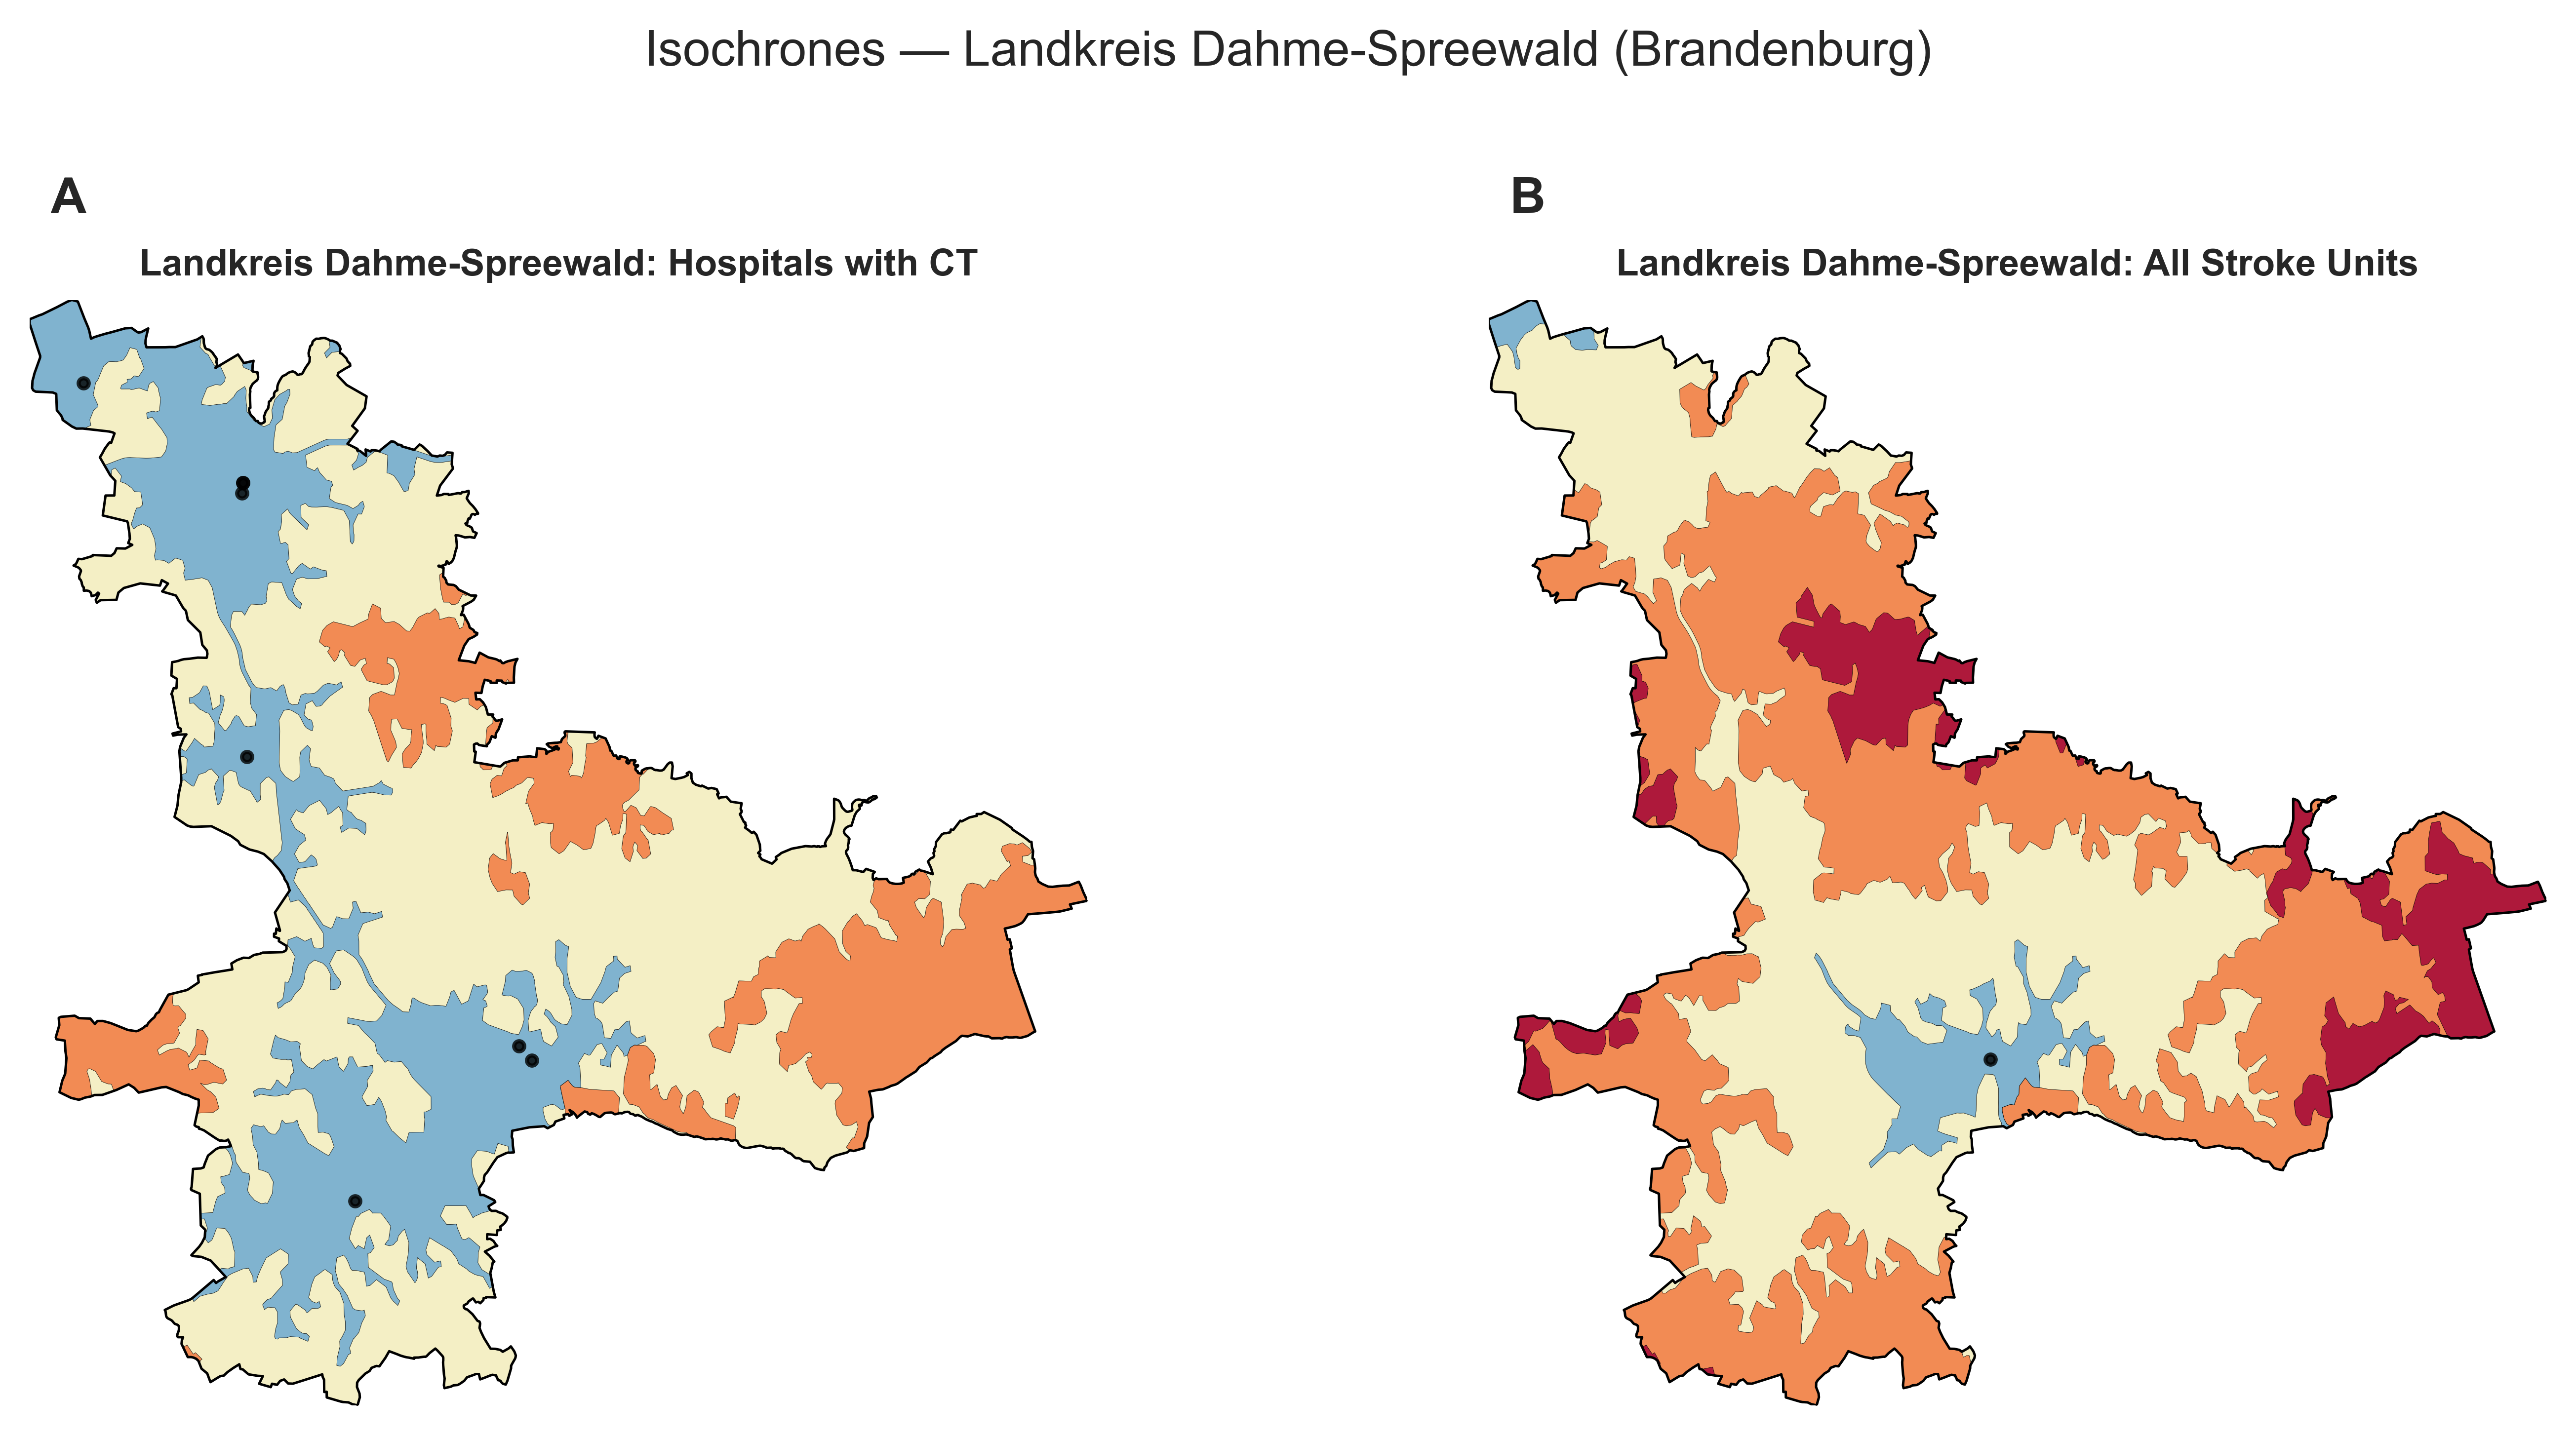 Isochrones — Landkreis Dahme-Spreewald (Brandenburg)
A
B
Landkreis Dahme-Spreewald: Hospitals with CT
Landkreis Dahme-Spreewald: All Stroke Units